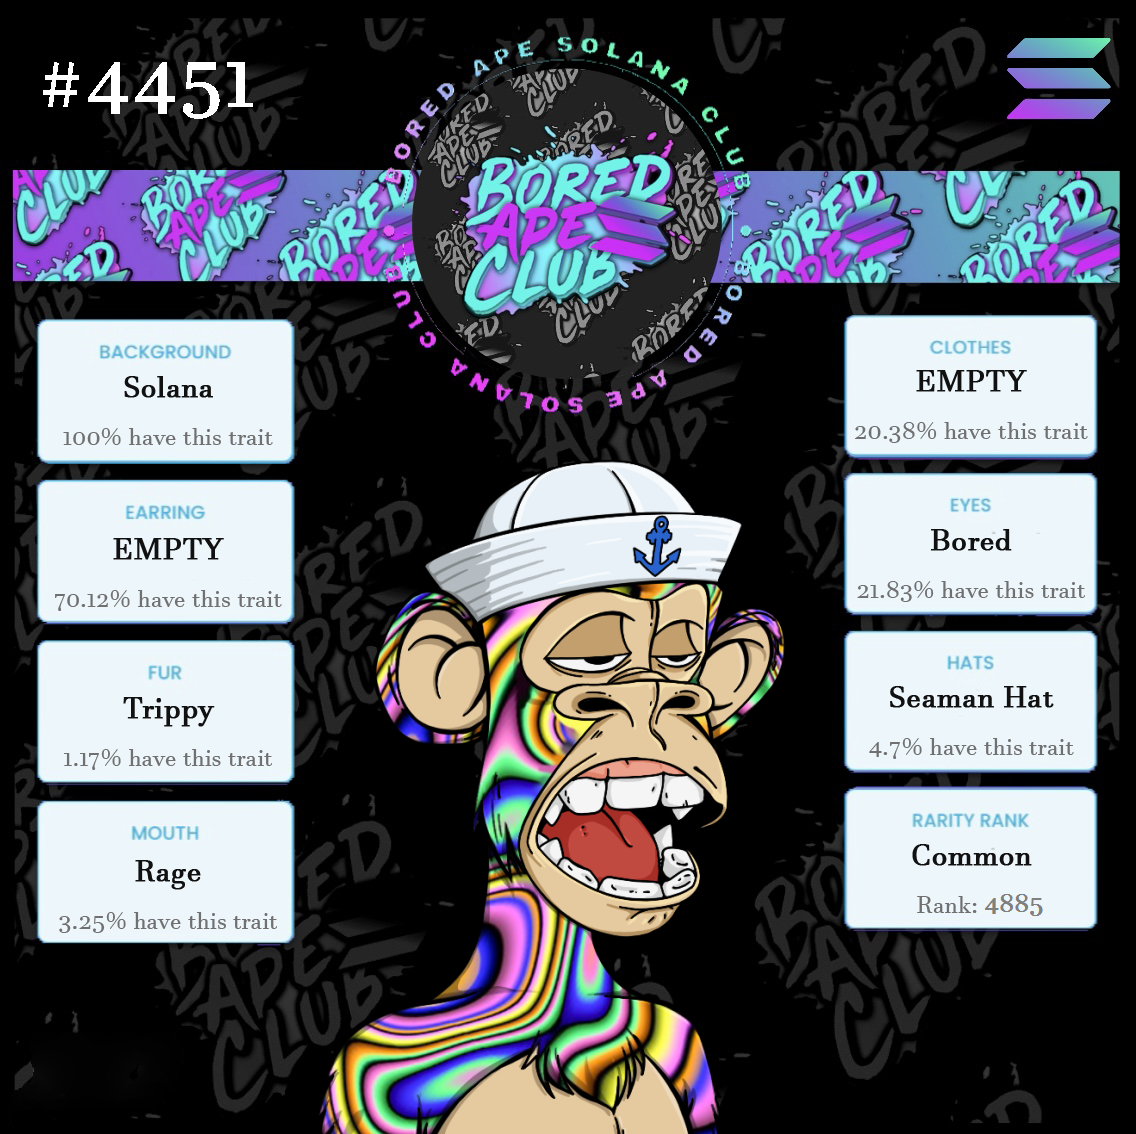 #4451
BORED APE SOLANA CLUB
BORED
APE
CLUB
BORED APE SOLANA CLUB
BACKGROUND
Solana
100% have this trait
EARRING
EMPTY
70.12% have this trait
FUR
Trippy
1.17% have this trait
MOUTH
Rage
3.25% have this trait
CLOTHES
EMPTY
20.38% have this trait
EYES
Bored
21.83% have this trait
HATS
Seaman Hat
4.7% have this trait
RARITY RANK
Common
Rank: 4885